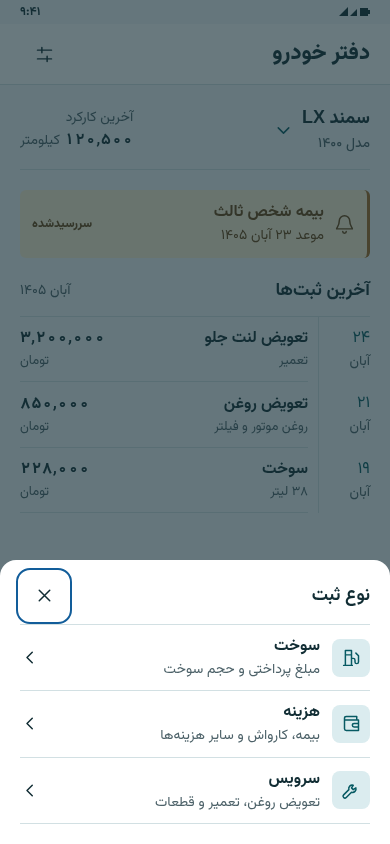 ۹:۴۱
دفتر خودرو
سمند LX
مدل ۱۴۰۰
آخرین کارکرد
۱۲۰,۵۰۰ کیلومتر
بیمه شخص ثالث
موعد ۲۳ آبان ۱۴۰۵
سررسیدشده
آخرین ثبت‌ها
آبان ۱۴۰۵
۲۴
آبان
تعویض لنت جلو
تعمیر
۳,۲۰۰,۰۰۰
تومان
۲۱
آبان
تعویض روغن
روغن موتور و فیلتر
۸۵۰,۰۰۰
تومان
۱۹
آبان
سوخت
۳۸ لیتر
۲۲۸,۰۰۰
تومان
نوع ثبت
سوخت
مبلغ پرداختی و حجم سوخت
هزینه
بیمه، کارواش و سایر هزینه‌ها
سرویس
تعویض روغن، تعمیر و قطعات